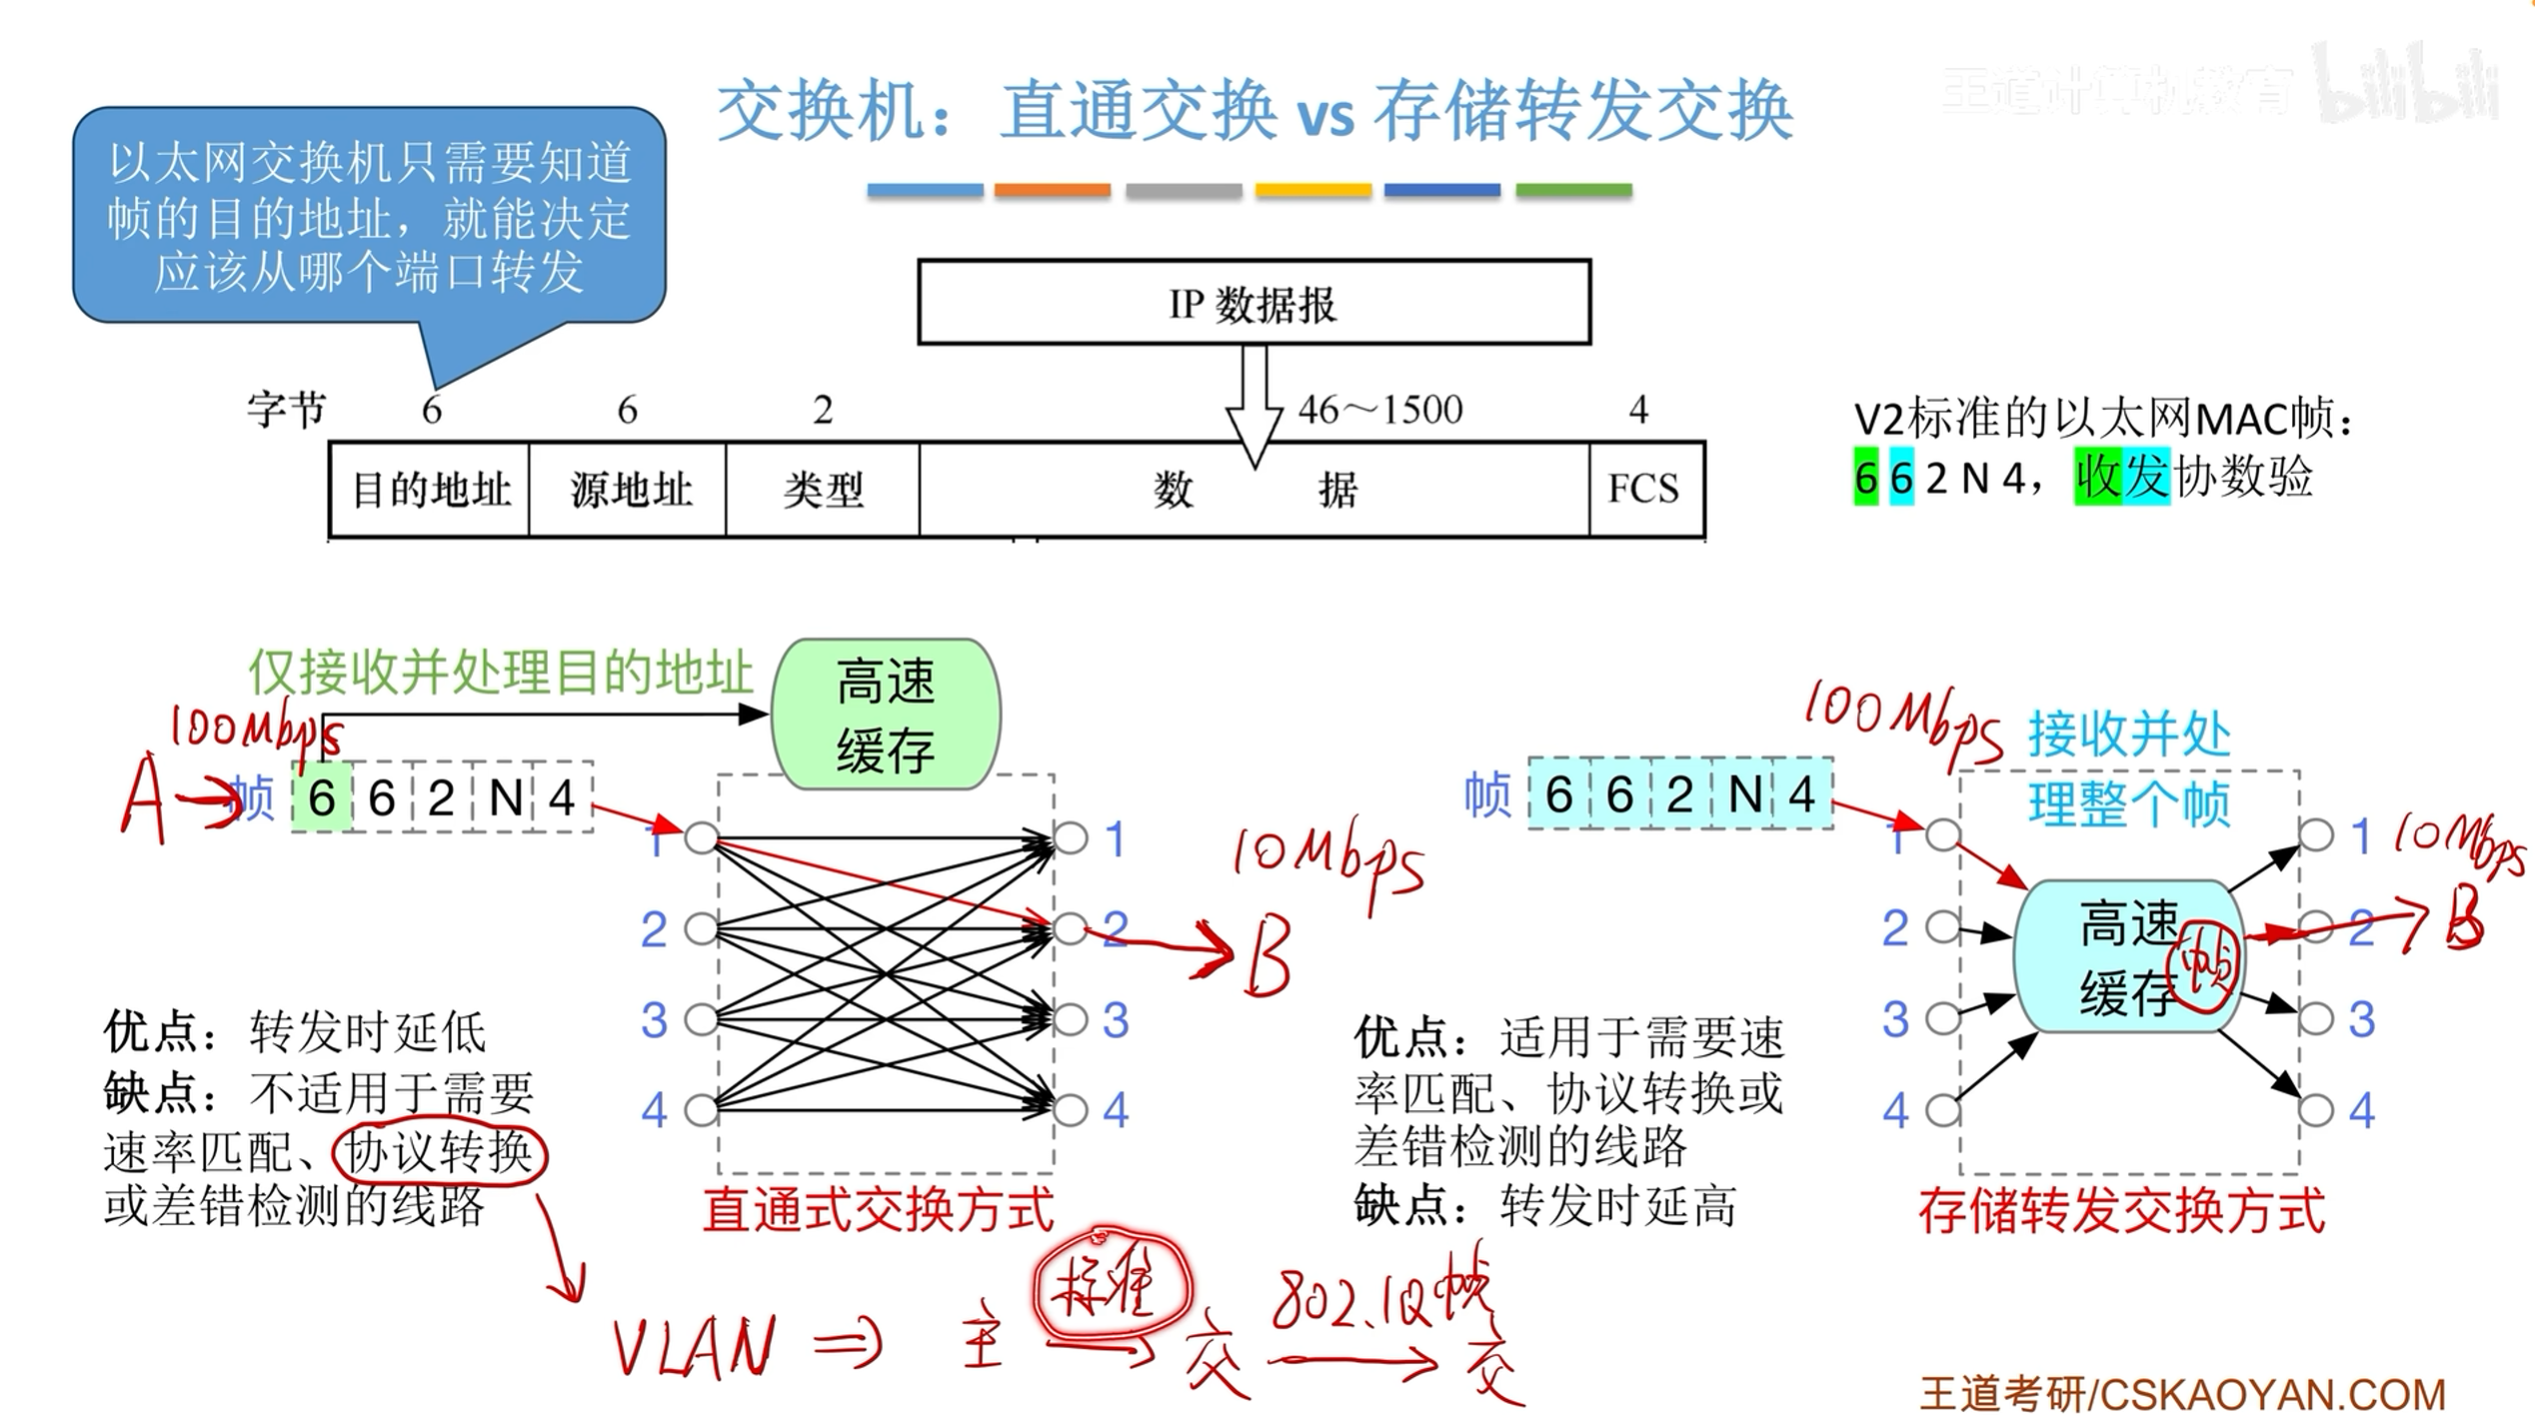 王道计算机教育 bilibili
交换机：直通交换 vs 存储转发交换
以太网交换机只需要知道
帧的目的地址，就能决定
应该从哪个端口转发
IP 数据报
字节 6 6 2 46～1500 4
目的地址 源地址 类型 数 据 FCS
V2标准的以太网MAC帧：
6 6 2 N 4，收发协数验
仅接收并处理目的地址
高速
缓存
100Mbps
A
帧 6 6 2 N 4
1 1
2 2
3 3
4 4
10Mbps
B
优点：转发时延低
缺点：不适用于需要
速率匹配、协议转换
或差错检测的线路
直通式交换方式
100Mbps
接收并处
理整个帧
帧 6 6 2 N 4
1 1
2 2
3 3
4 4
高速
缓存
帧
10Mbps
B
优点：适用于需要速
率匹配、协议转换或
差错检测的线路
缺点：转发时延高
存储转发交换方式
标准 802.1Q帧
VLAN ⇒ 主 → 交 → 交
王道考研/CSKAOYAN.COM